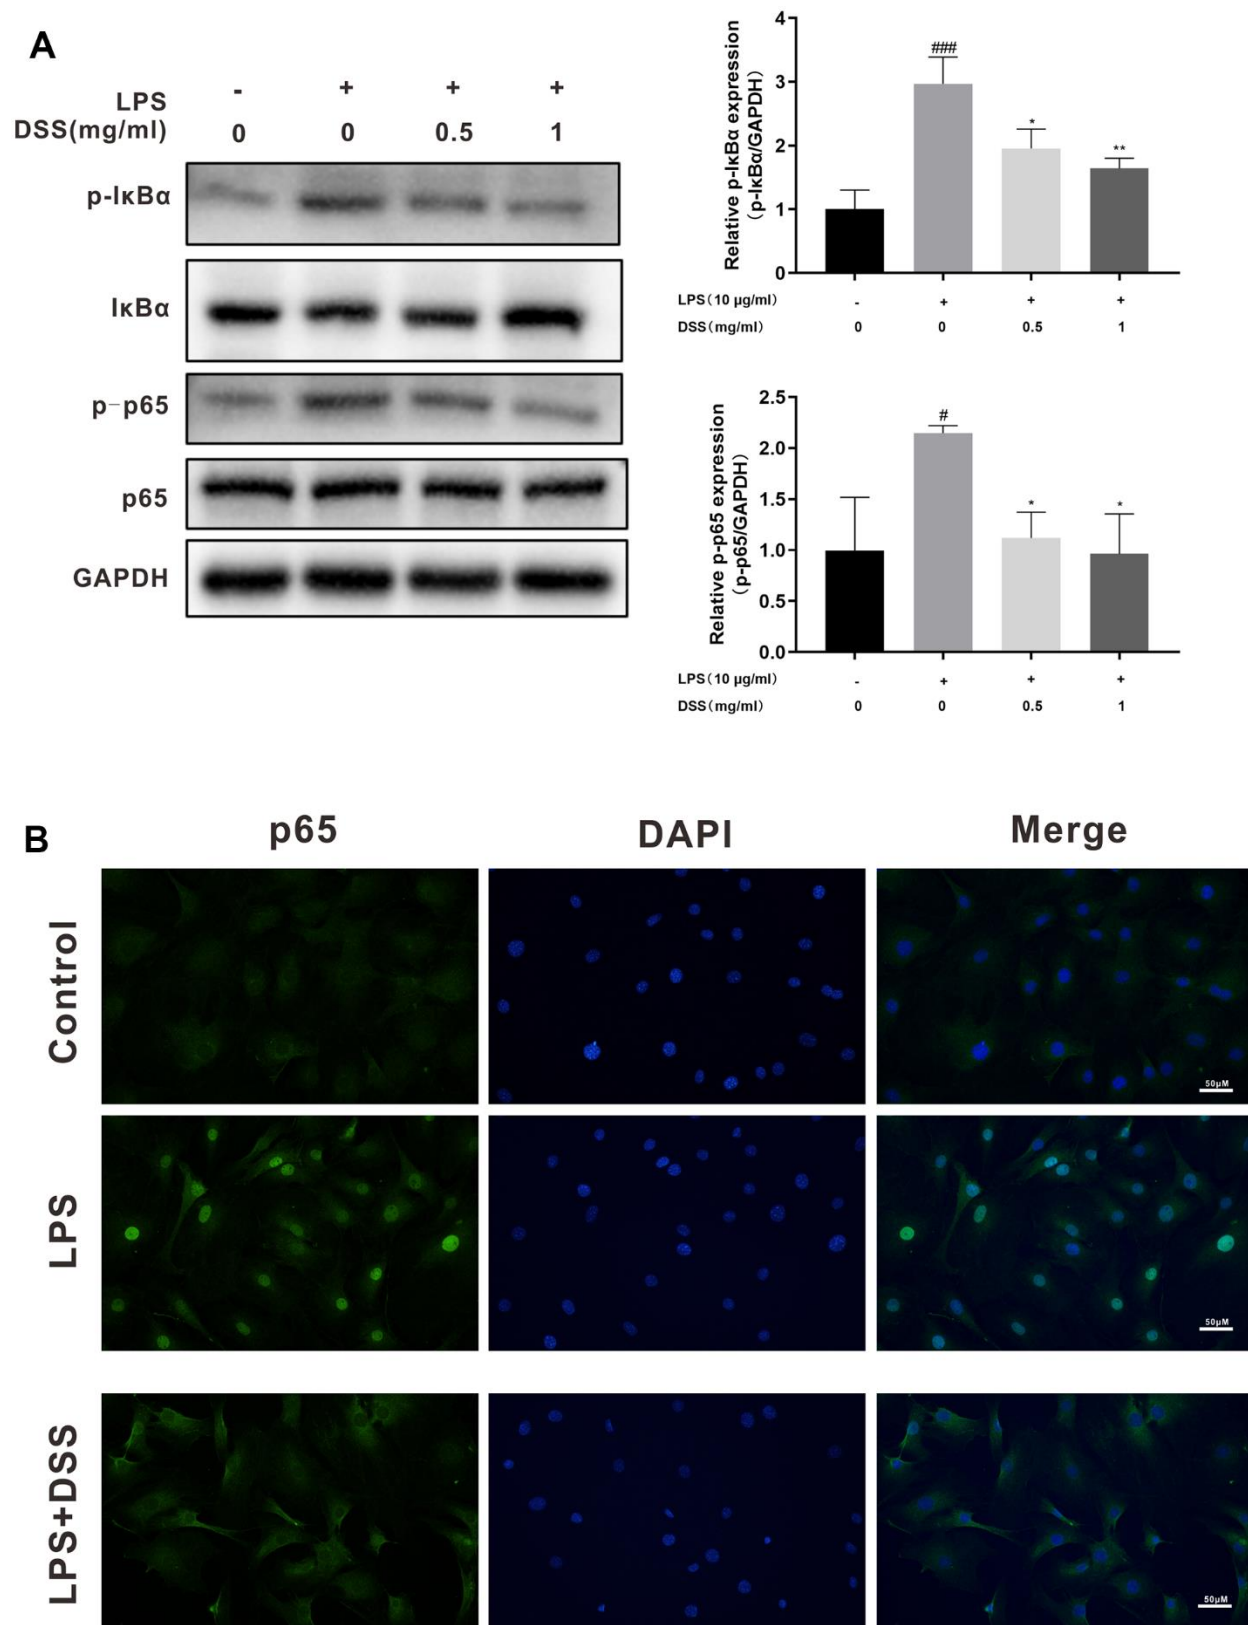 A
LPS - + + +
DSS(mg/ml) 0 0 0.5 1
p-IκBα
IκBα
p-p65
p65
GAPDH
Relative p-IκBα expression
(p-IκBα/GAPDH)
4
3
2
1
0
###
*
**
LPS(10 μg/ml) - + + +
DSS(mg/ml) 0 0 0.5 1
Relative p-p65 expression
(p-p65/GAPDH)
2.5
2.0
1.5
1.0
0.5
0.0
#
*
*
LPS(10 μg/ml) - + + +
DSS(mg/ml) 0 0 0.5 1
B
p65 DAPI Merge
Control
50μM
LPS
50μM
LPS+DSS
50μM